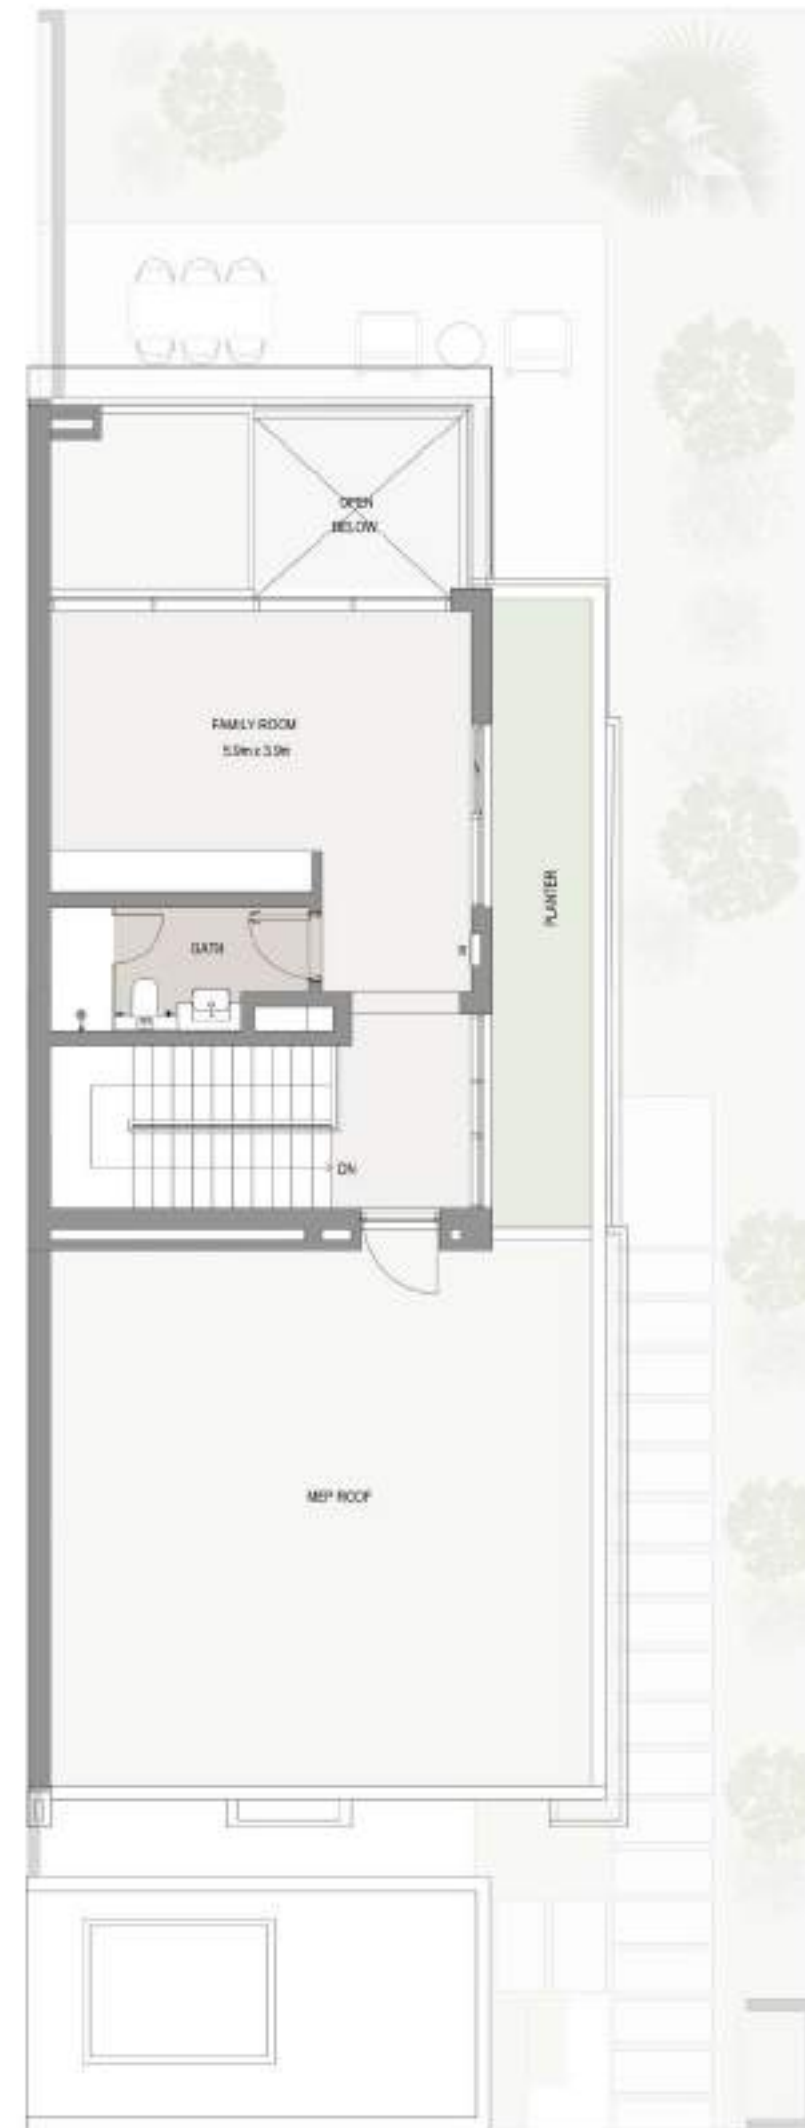 OPEN
BELOW
FAMILY ROOM
5.9m x 3.9m
PLANTER
BATH
DN
MEP ROOF